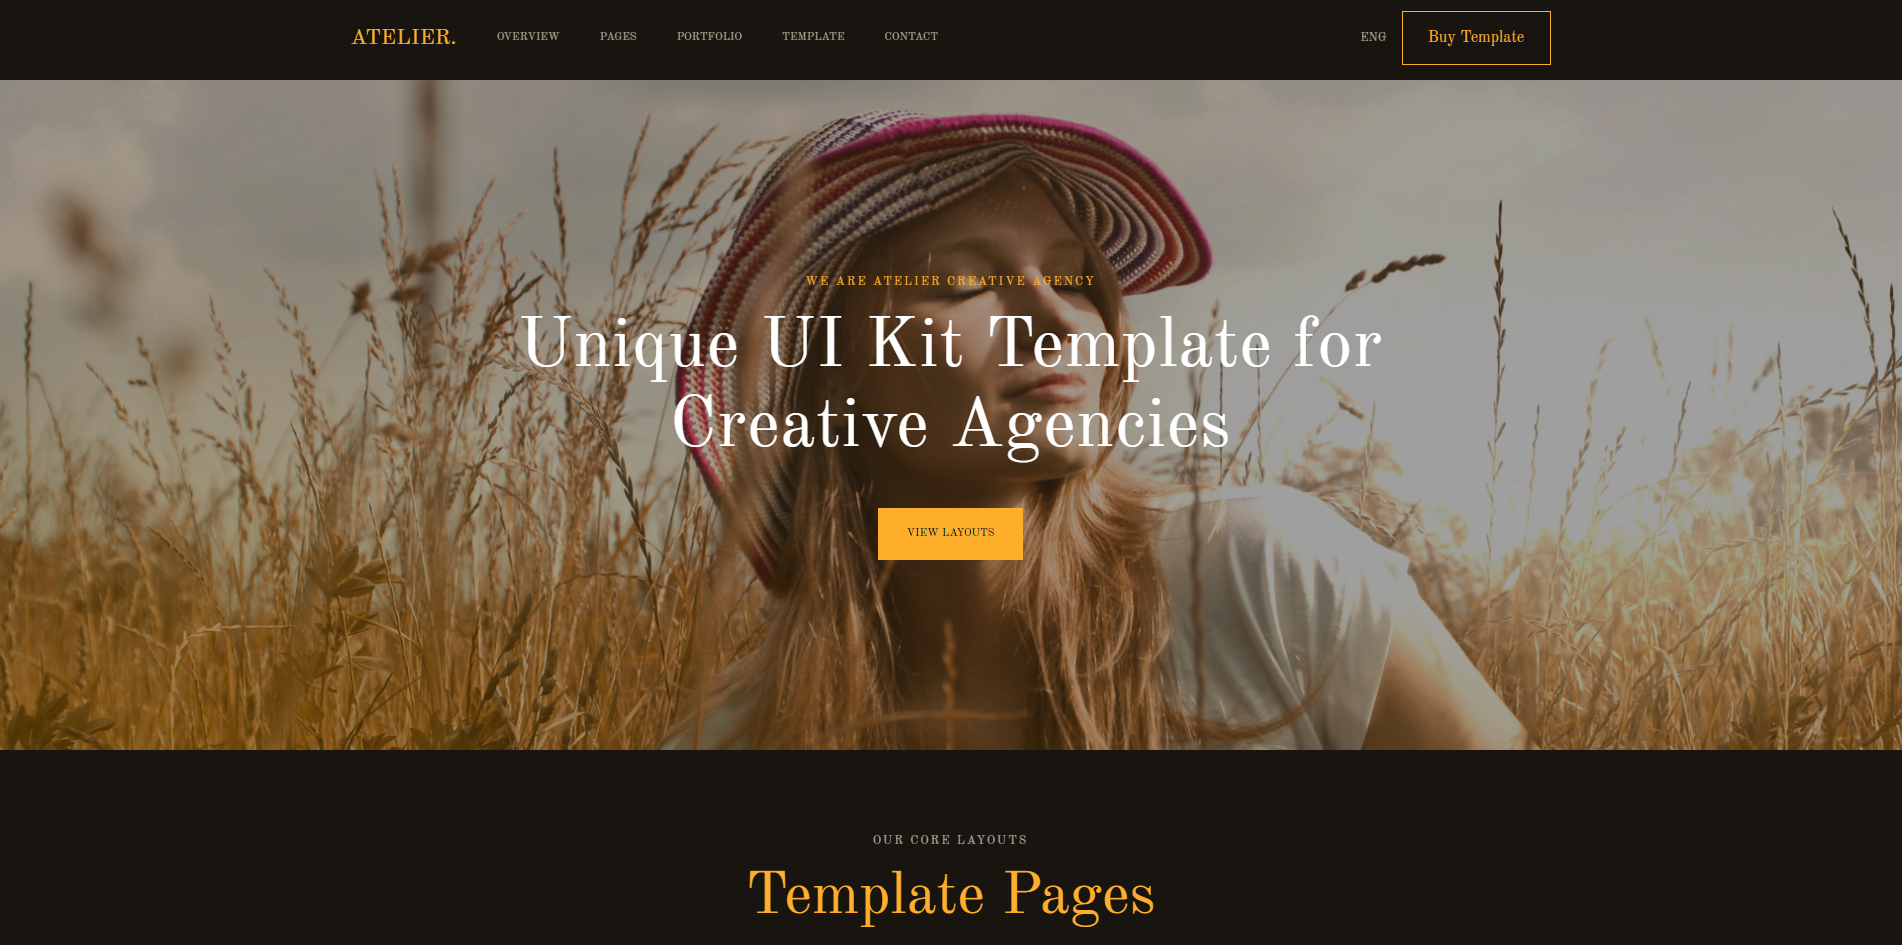 ATELIER.
OVERVIEW
PAGES
PORTFOLIO
TEMPLATE
CONTACT
ENG
Buy Template
WE ARE ATELIER CREATIVE AGENCY
Unique UI Kit Template for
Creative Agencies
VIEW LAYOUTS
OUR CORE LAYOUTS
Template Pages